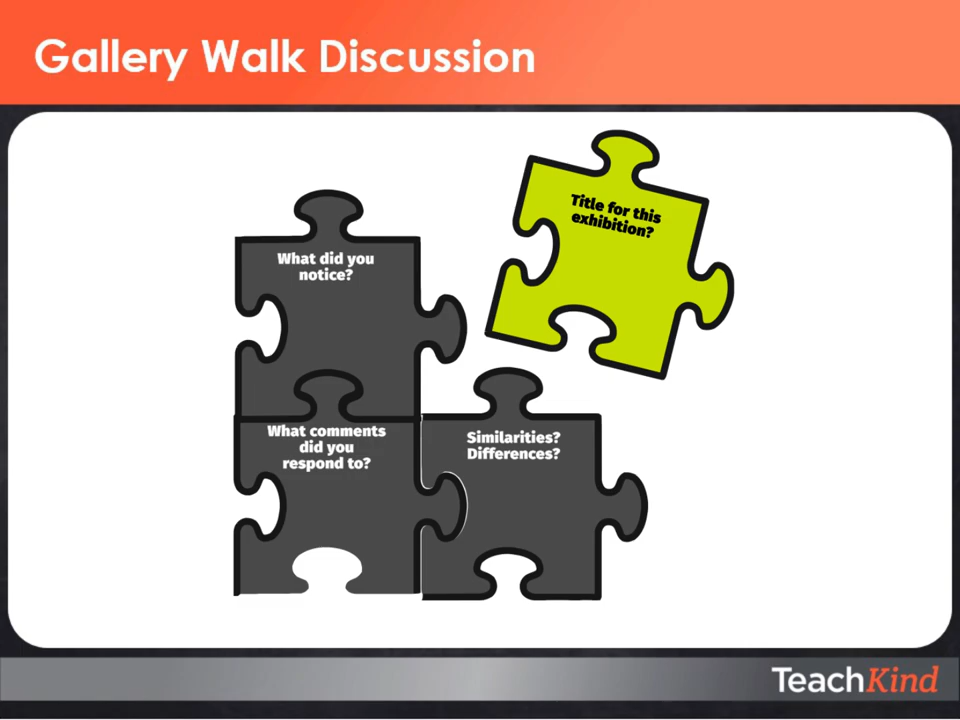 Gallery Walk Discussion
Title for this
exhibition?
What did you
notice?
What comments
did you
respond to?
Similarities?
Differences?
TeachKind